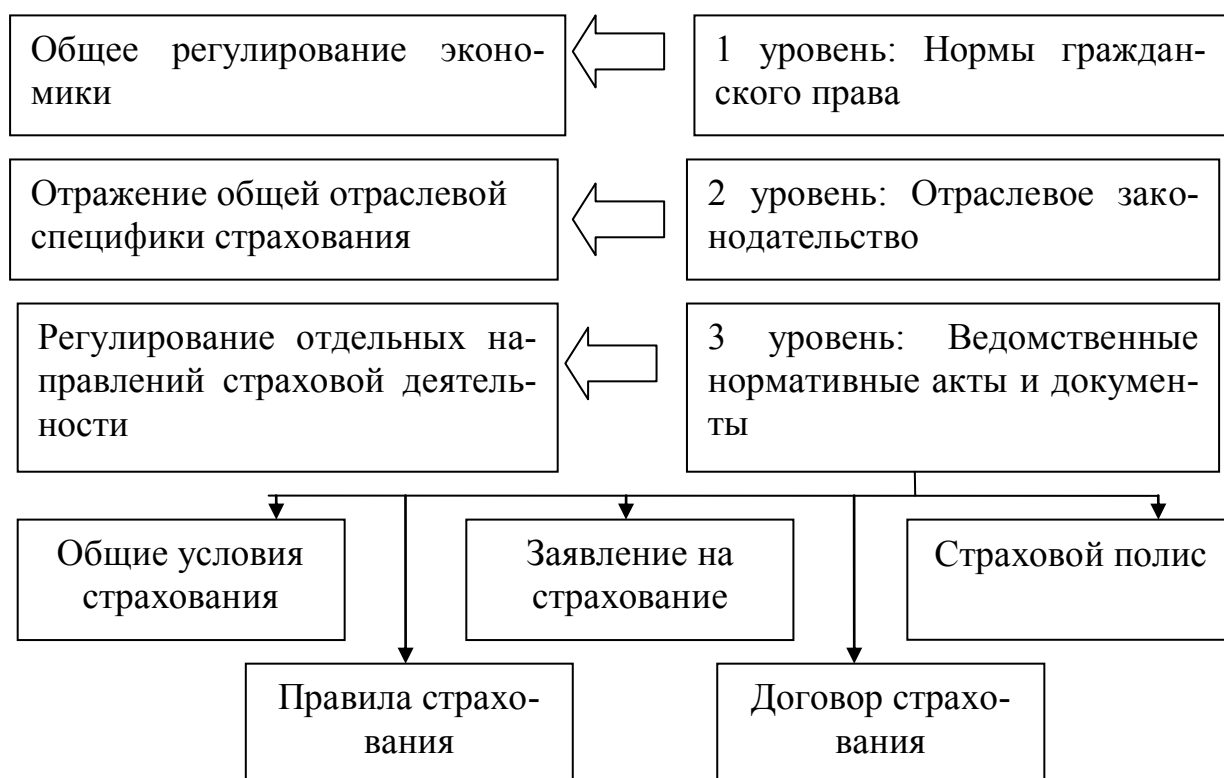 Общее регулирование эконо-
мики
1 уровень: Нормы граждан-
ского права
Отражение общей отраслевой
специфики страхования
2 уровень: Отраслевое зако-
нодательство
Регулирование отдельных на-
правлений страховой деятель-
ности
3 уровень: Ведомственные
нормативные акты и докумен-
ты
Общие условия
страхования
Заявление на
страхование
Страховой полис
Правила страхо-
вания
Договор страхо-
вания